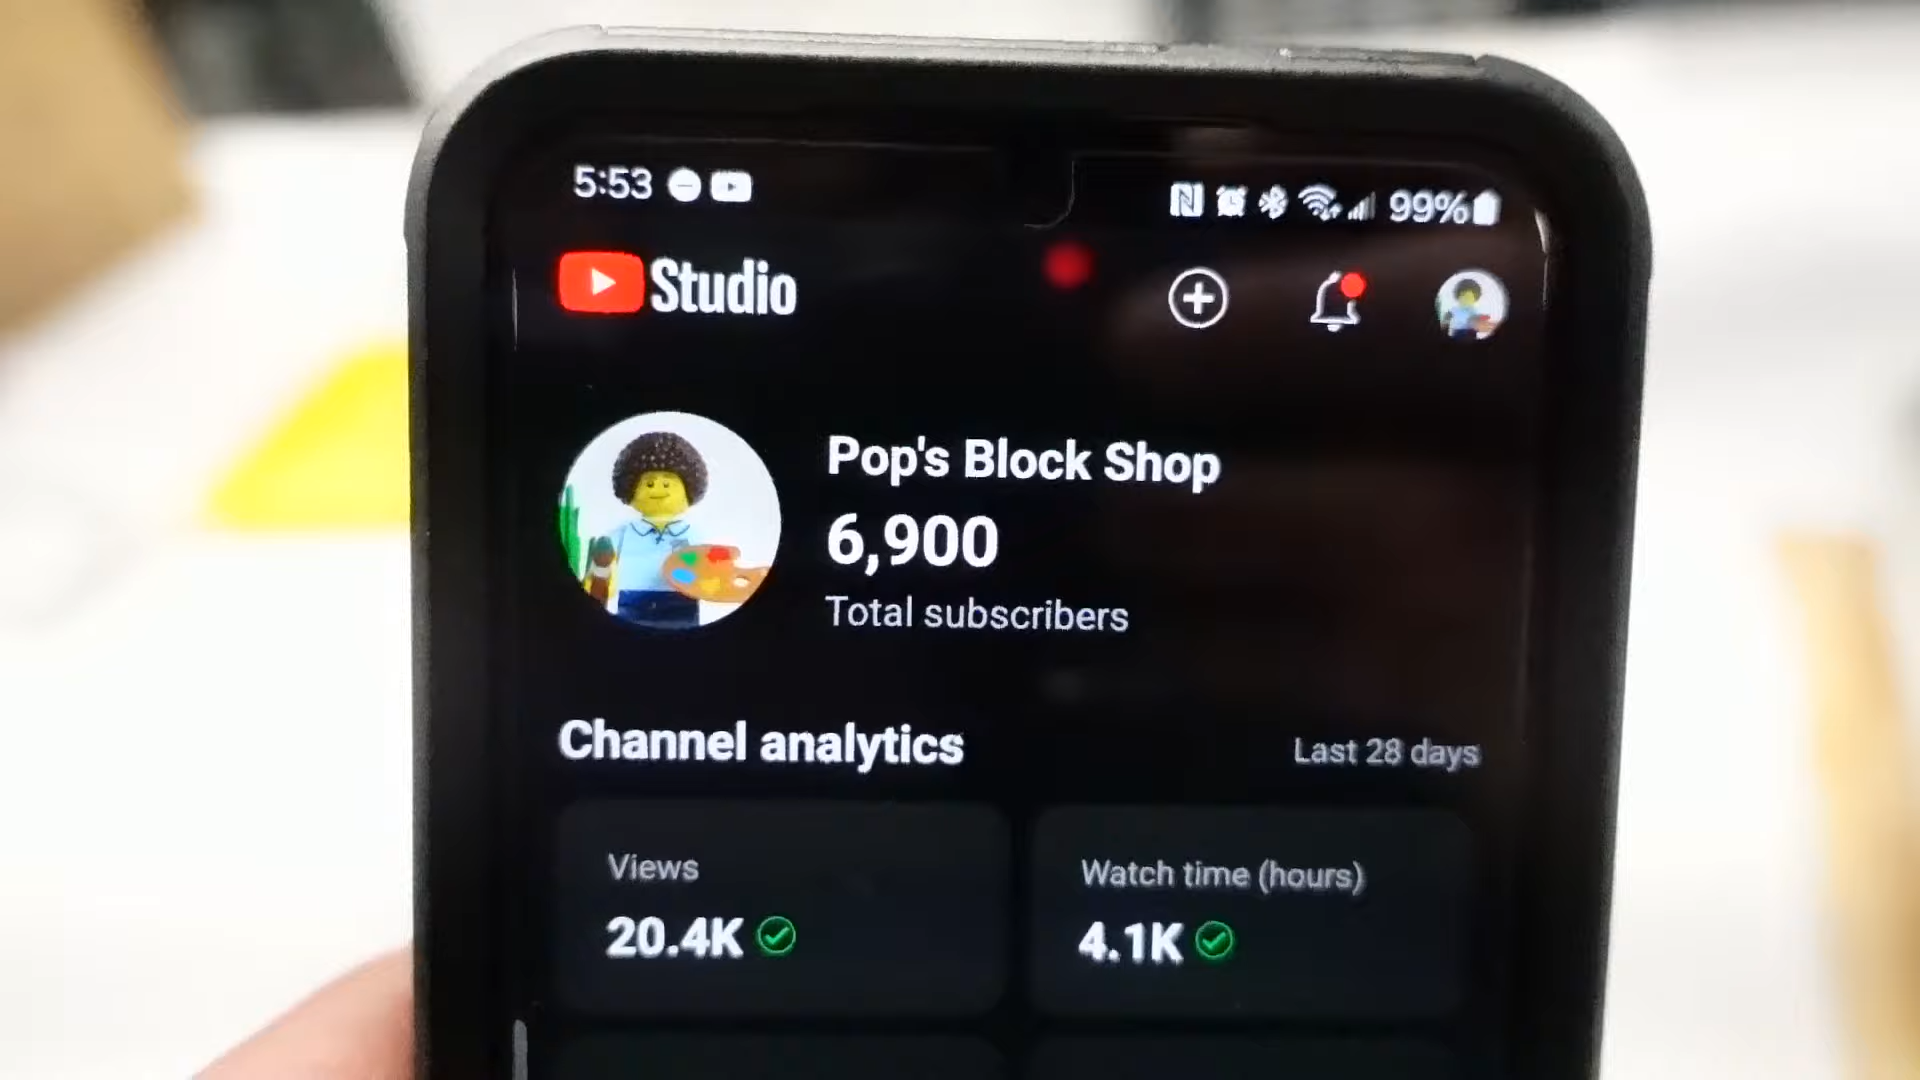 5:53 99%
Studio
Pop's Block Shop
6,900
Total subscribers
Channel analytics Last 28 days
Views Watch time (hours)
20.4K 4.1K